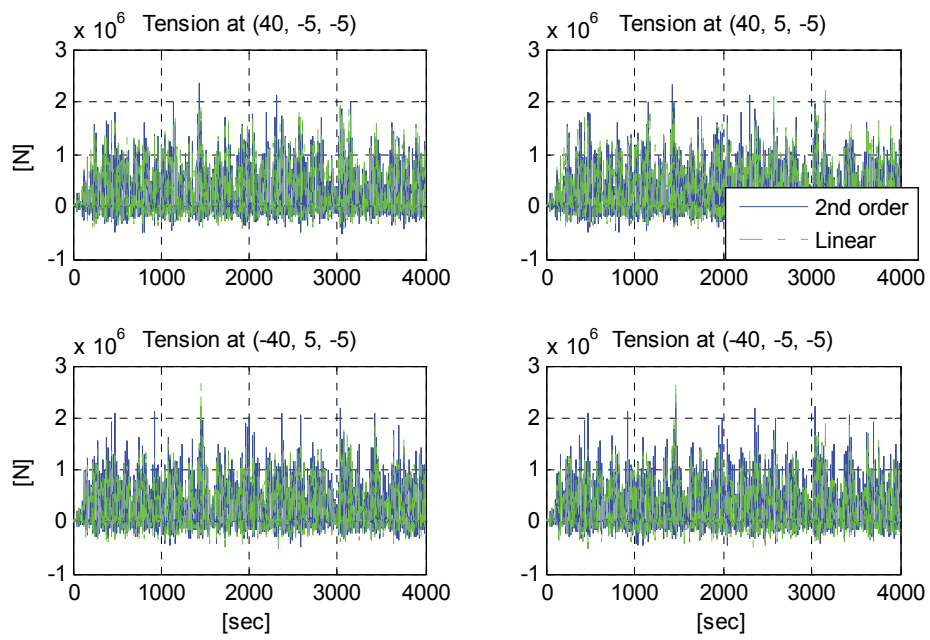 x 10^6 Tension at (40, -5, -5)
3
2
1
0
-1
[N]
0 1000 2000 3000 4000
x 10^6 Tension at (40, 5, -5)
3
2
1
0
-1
2nd order
Linear
0 1000 2000 3000 4000
x 10^6 Tension at (-40, 5, -5)
3
2
1
0
-1
[N]
0 1000 2000 3000 4000
[sec]
x 10^6 Tension at (-40, -5, -5)
3
2
1
0
-1
[N]
0 1000 2000 3000 4000
[sec]